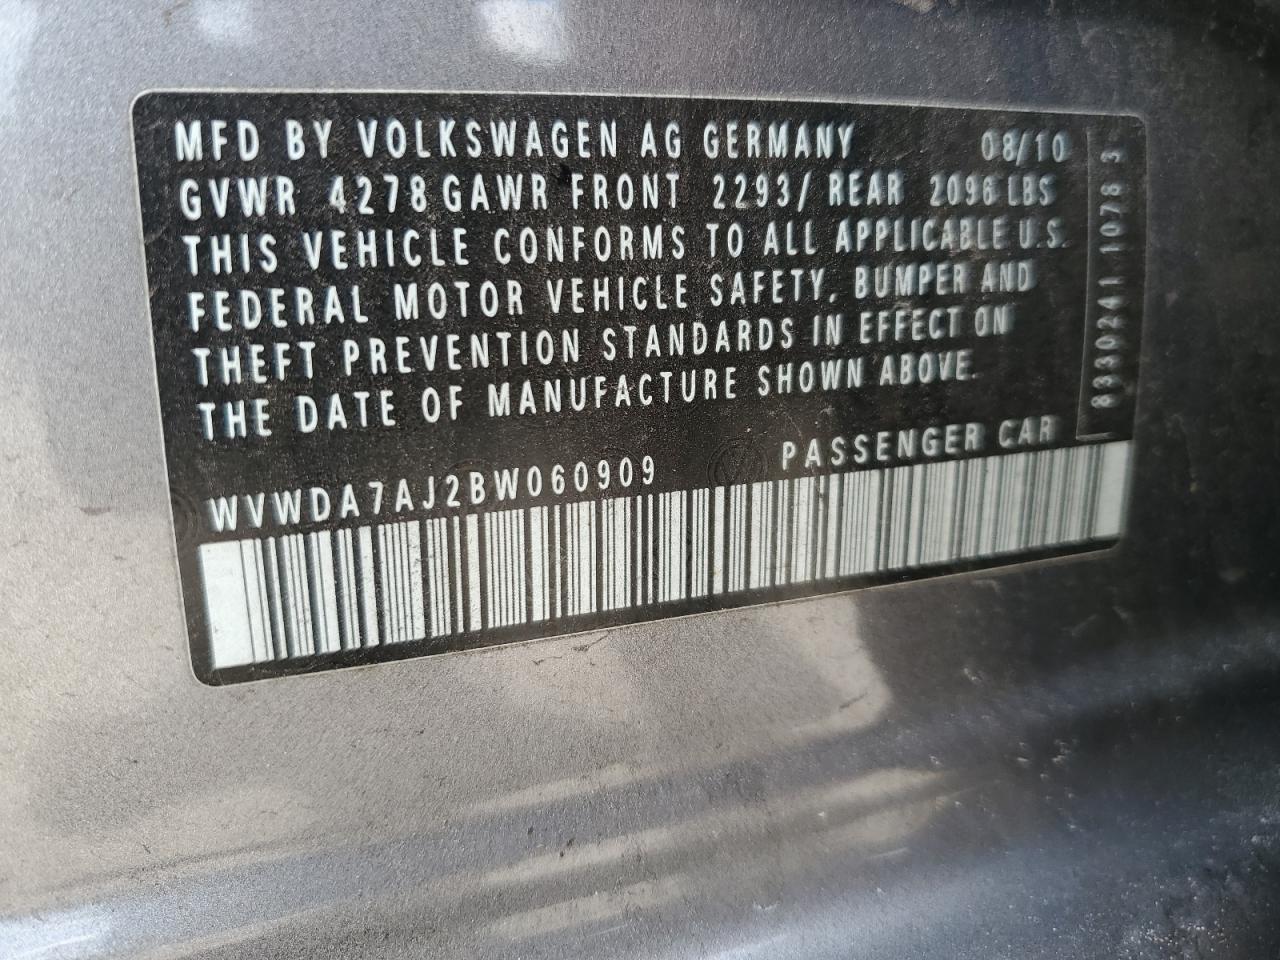 MFD BY VOLKSWAGEN AG GERMANY 08/10
GVWR 4278 GAWR FRONT 2293/ REAR 2096 LBS
THIS VEHICLE CONFORMS TO ALL APPLICABLE U.S.
FEDERAL MOTOR VEHICLE SAFETY, BUMPER AND
THEFT PREVENTION STANDARDS IN EFFECT ON
THE DATE OF MANUFACTURE SHOWN ABOVE.
WVWDA7AJ2BW060909 PASSENGER CAR
8330241 1076 3